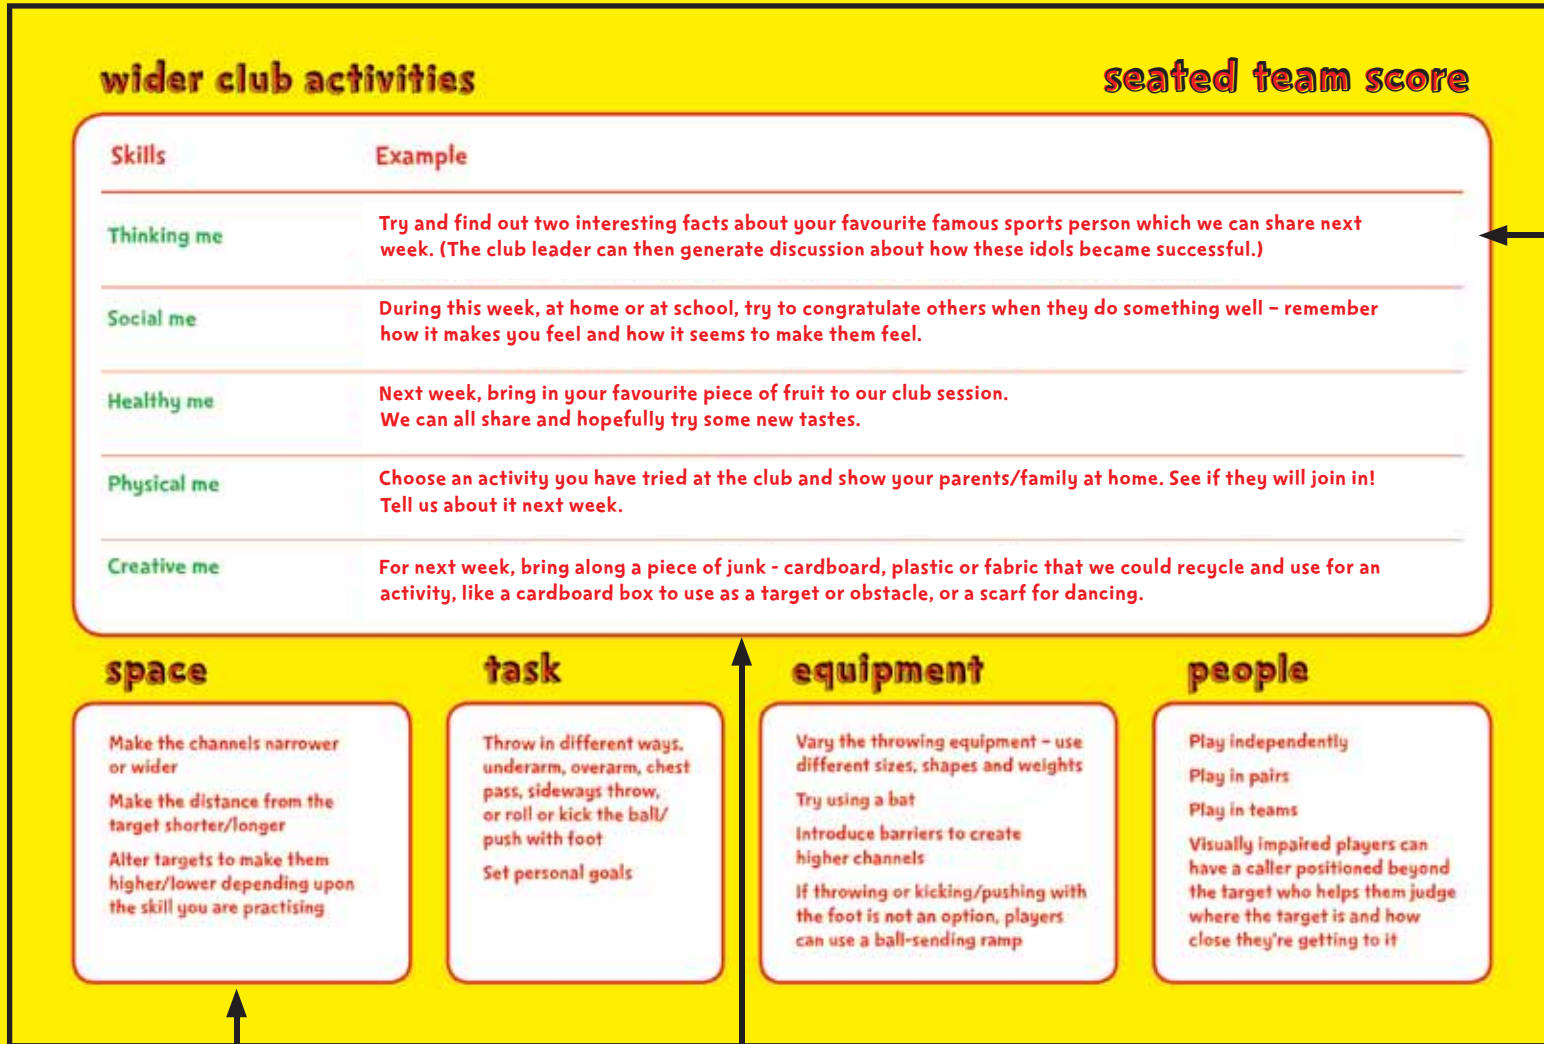 wider club activities
seated team score
Skills
Example
Thinking me
Try and find out two interesting facts about your favourite famous sports person which we can share next
week. (The club leader can then generate discussion about how these idols became successful.)
Social me
During this week, at home or at school, try to congratulate others when they do something well – remember
how it makes you feel and how it seems to make them feel.
Healthy me
Next week, bring in your favourite piece of fruit to our club session.
We can all share and hopefully try some new tastes.
Physical me
Choose an activity you have tried at the club and show your parents/family at home. See if they will join in!
Tell us about it next week.
Creative me
For next week, bring along a piece of junk - cardboard, plastic or fabric that we could recycle and use for an
activity, like a cardboard box to use as a target or obstacle, or a scarf for dancing.
space
Make the channels narrower
or wider
Make the distance from the
target shorter/longer
Alter targets to make them
higher/lower depending upon
the skill you are practising
task
Throw in different ways,
underarm, overarm, chest
pass, sideways throw,
or roll or kick the ball/
push with foot
Set personal goals
equipment
Vary the throwing equipment – use
different sizes, shapes and weights
Try using a bat
Introduce barriers to create
higher channels
If throwing or kicking/pushing with
the foot is not an option, players
can use a ball-sending ramp
people
Play independently
Play in pairs
Play in teams
Visually impaired players can
have a caller positioned beyond
the target who helps them judge
where the target is and how
close they're getting to it